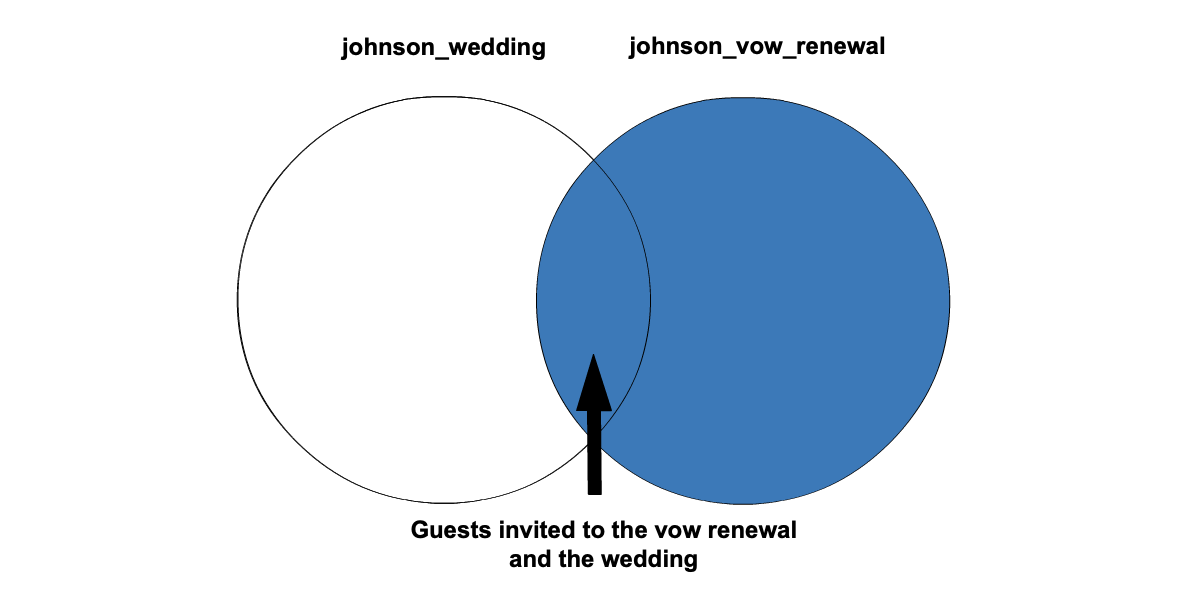 johnson_wedding
johnson_vow_renewal
Guests invited to the vow renewal
and the wedding